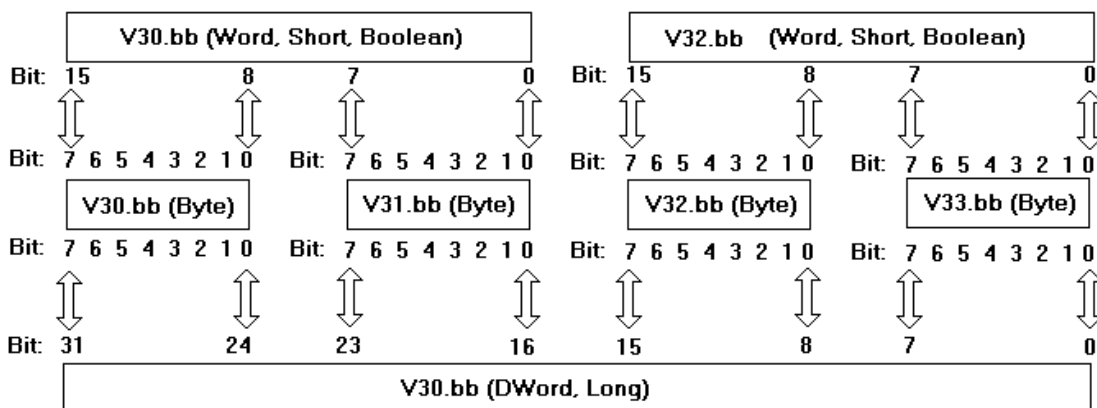 V30.bb (Word, Short, Boolean) V32.bb (Word, Short, Boolean)
Bit: 15 8 7 0 15 8 7 0
Bit: 7 6 5 4 3 2 1 0 Bit: 7 6 5 4 3 2 1 0 Bit: 7 6 5 4 3 2 1 0 Bit: 7 6 5 4 3 2 1 0
V30.bb (Byte) V31.bb (Byte) V32.bb (Byte) V33.bb (Byte)
Bit: 7 6 5 4 3 2 1 0 Bit: 7 6 5 4 3 2 1 0 Bit: 7 6 5 4 3 2 1 0 Bit: 7 6 5 4 3 2 1 0
Bit: 31 24 23 16 15 8 7 0
V30.bb (DWord, Long)